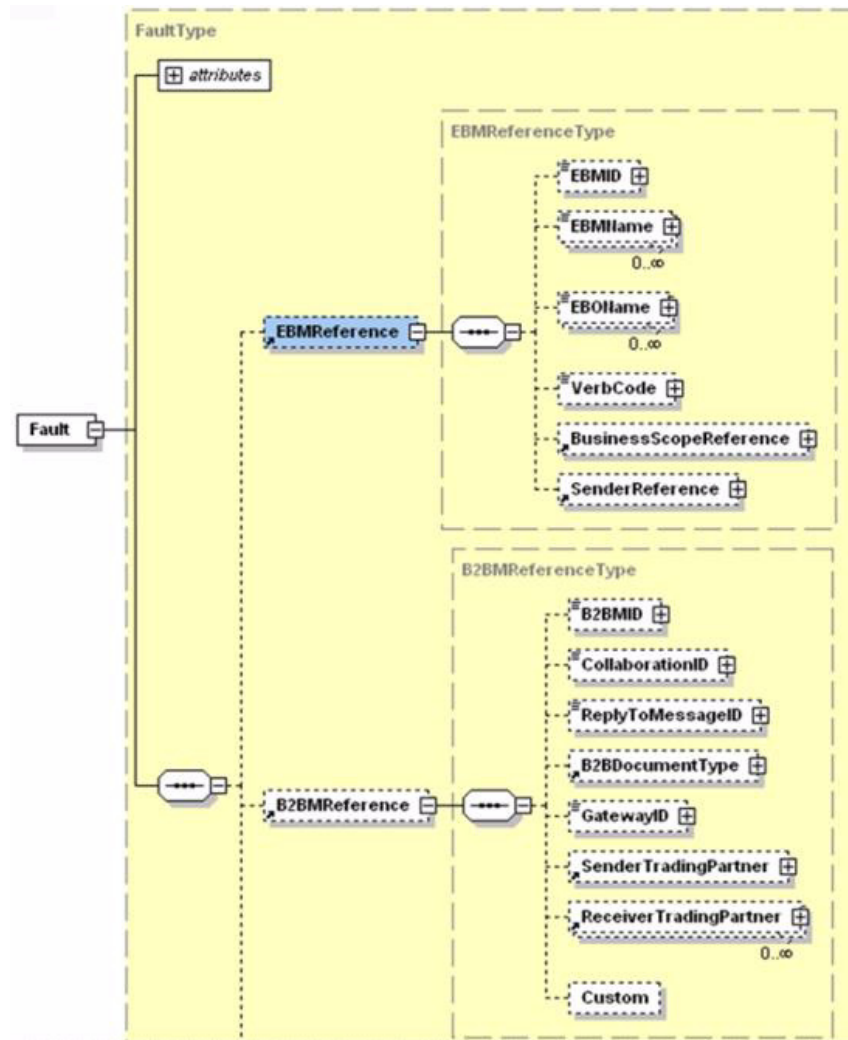 FaultType
attributes
EBMReferenceType
EBMID
EBMName
0..∞
EBOName
0..∞
EBMReference
VerbCode
Fault
BusinessScopeReference
SenderReference
B2BMReferenceType
B2BMID
CollaborationID
ReplyToMessageID
B2BDocumentType
B2BMReference
GatewayID
SenderTradingPartner
ReceiverTradingPartner
0..∞
Custom